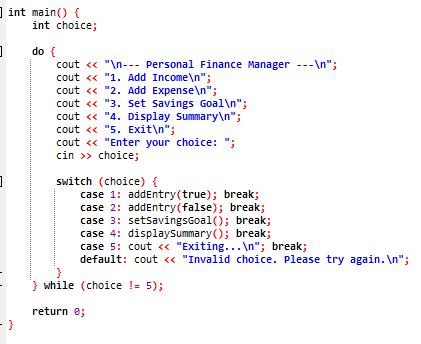 int main() {
    int choice;

    do {
        cout << "\n--- Personal Finance Manager ---\n";
        cout << "1. Add Income\n";
        cout << "2. Add Expense\n";
        cout << "3. Set Savings Goal\n";
        cout << "4. Display Summary\n";
        cout << "5. Exit\n";
        cout << "Enter your choice: ";
        cin >> choice;

        switch (choice) {
            case 1: addEntry(true); break;
            case 2: addEntry(false); break;
            case 3: setSavingsGoal(); break;
            case 4: displaySummary(); break;
            case 5: cout << "Exiting...\n"; break;
            default: cout << "Invalid choice. Please try again.\n";
        }
    } while (choice != 5);

    return 0;
}